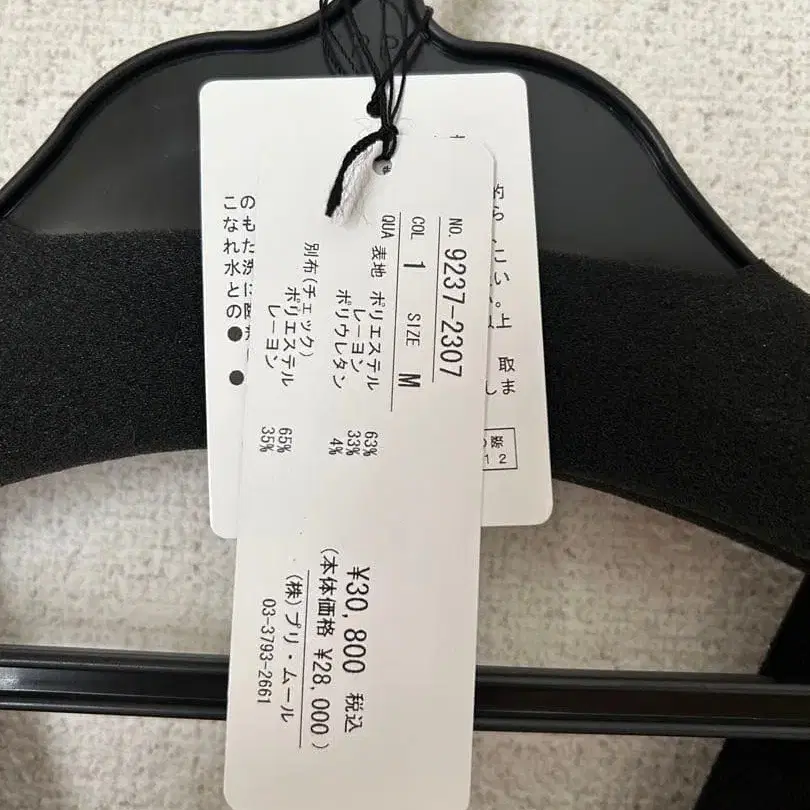 NO. 9237-2307
COL 1 SIZE M
QUA 表地 ポリエステル 63%
レーヨン 33%
ポリウレタン 4%
別布(チェック)
ポリエステル 65%
レーヨン 35%
¥30,800 税込
(本体価格 ¥28,000)
(株)プリ・ムール
03-3793-2661